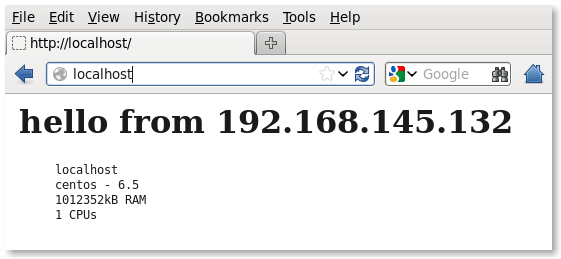 File Edit View History Bookmarks Tools Help
http://localhost/
localhost
Google
hello from 192.168.145.132
localhost
centos - 6.5
1012352kB RAM
1 CPUs